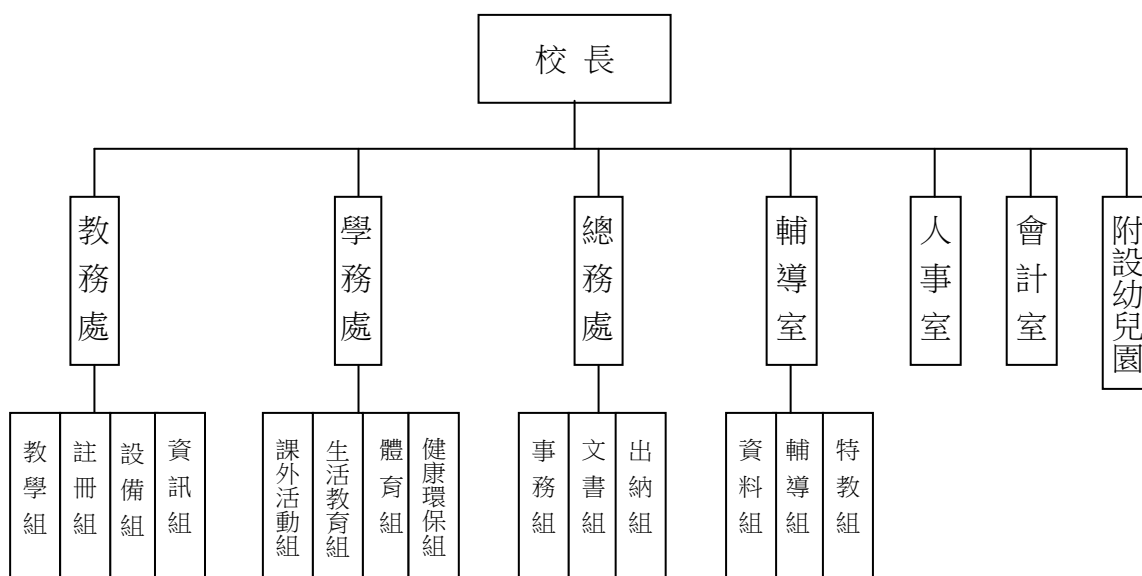 校長
教務處
學務處
總務處
輔導室
人事室
會計室
附設幼兒園
教學組
註冊組
設備組
資訊組
課外活動組
生活教育組
體育組
健康環保組
事務組
文書組
出納組
資料組
輔導組
特教組